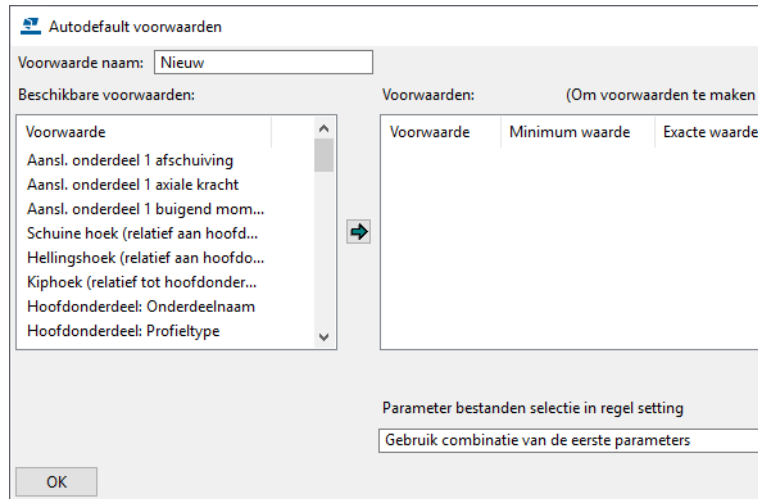 Autodefault voorwaarden
Voorwaarde naam: Nieuw
Beschikbare voorwaarden:
Voorwaarde
Aansl. onderdeel 1 afschuiving
Aansl. onderdeel 1 axiale kracht
Aansl. onderdeel 1 buigend mom...
Schuine hoek (relatief aan hoofd...
Hellingshoek (relatief aan hoofdo...
Kiphoek (relatief tot hoofdonder...
Hoofdonderdeel: Onderdeelnaam
Hoofdonderdeel: Profieltype
Voorwaarden: (Om voorwaarden te maken
Voorwaarde Minimum waarde Exacte waarde
Parameter bestanden selectie in regel setting
Gebruik combinatie van de eerste parameters
OK